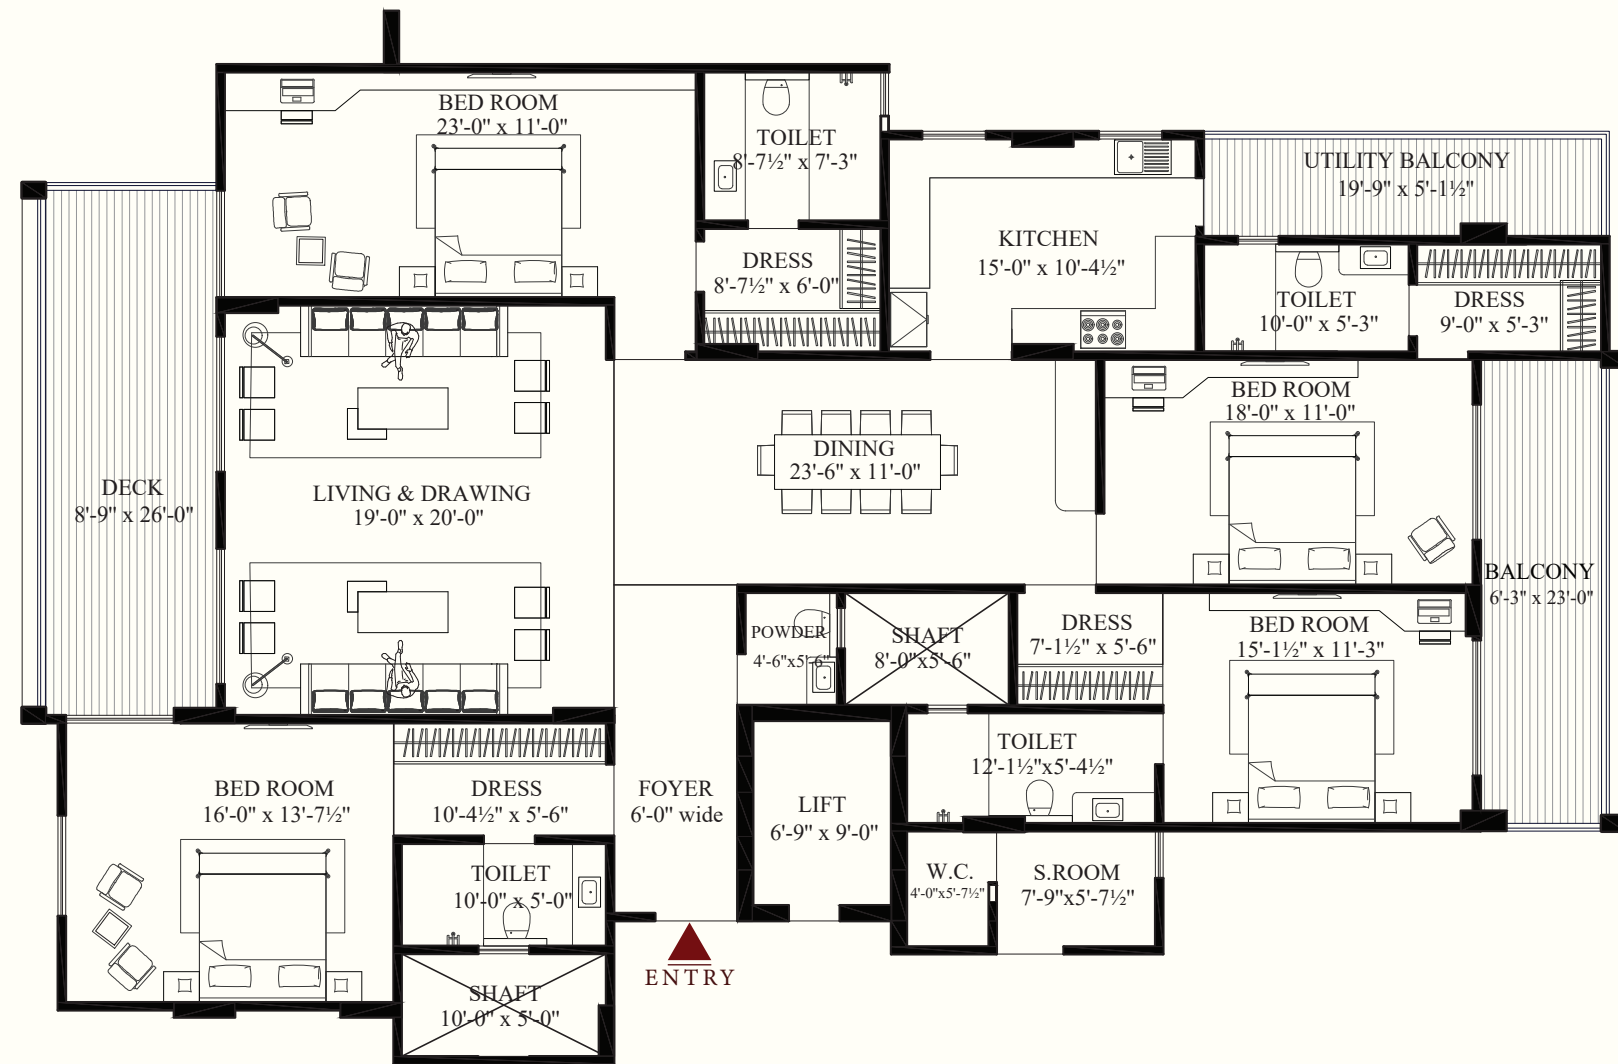 BED ROOM
23'-0" x 11'-0"
TOILET
8'-7½" x 7'-3"
UTILITY BALCONY
19'-9" x 5'-1½"
KITCHEN
15'-0" x 10'-4½"
DRESS
8'-7½" x 6'-0"
TOILET
10'-0" x 5'-3"
DRESS
9'-0" x 5'-3"
BED ROOM
18'-0" x 11'-0"
DINING
23'-6" x 11'-0"
DECK
8'-9" x 26'-0"
LIVING & DRAWING
19'-0" x 20'-0"
BALCONY
6'-3" x 23'-0"
POWDER
4'-6"x5'-6"
SHAFT
8'-0"x5'-6"
DRESS
7'-1½" x 5'-6"
BED ROOM
15'-1½" x 11'-3"
TOILET
12'-1½"x5'-4½"
BED ROOM
16'-0" x 13'-7½"
DRESS
10'-4½" x 5'-6"
FOYER
6'-0" wide
LIFT
6'-9" x 9'-0"
TOILET
10'-0" x 5'-0"
W.C.
4'-0"x5'-7½"
S.ROOM
7'-9"x5'-7½"
ENTRY
SHAFT
10'-0" x 5'-0"